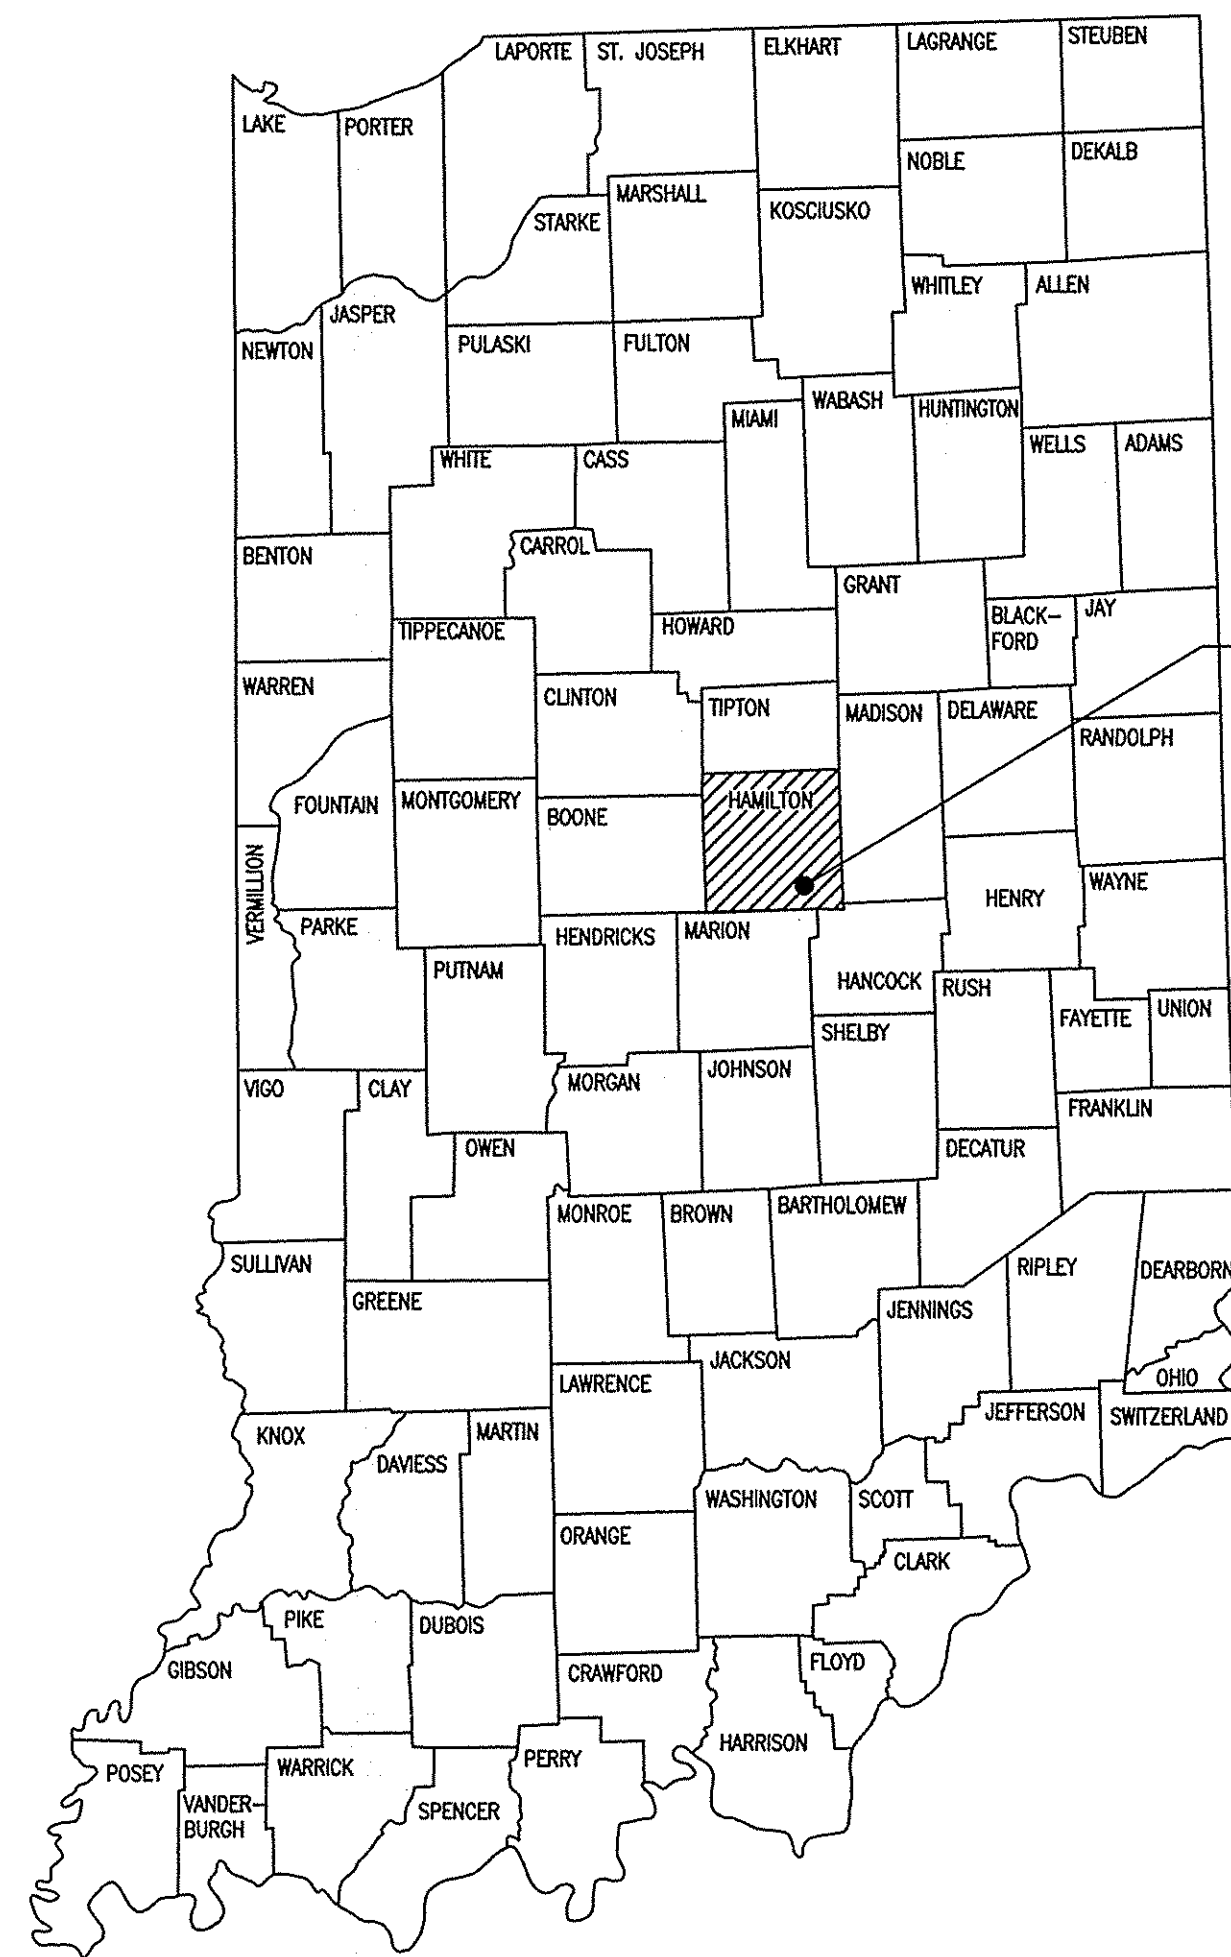 LAPORTE
ST. JOSEPH
ELKHART
LAGRANGE
STEUBEN
LAKE
PORTER
NOBLE
DEKALB
MARSHALL
STARKE
KOSCIUSKO
WHITLEY
ALLEN
JASPER
NEWTON
PULASKI
FULTON
MIAMI
WABASH
HUNTINGTON
WHITE
CASS
WELLS
ADAMS
BENTON
CARROL
GRANT
BLACK-
FORD
JAY
TIPPECANOE
HOWARD
WARREN
CLINTON
TIPTON
MADISON
DELAWARE
RANDOLPH
FOUNTAIN
MONTGOMERY
BOONE
HAMILTON
VERMILLION
PARKE
HENDRICKS
MARION
HENRY
WAYNE
PUTNAM
HANCOCK
RUSH
FAYETTE
UNION
SHELBY
VIGO
CLAY
MORGAN
JOHNSON
FRANKLIN
OWEN
DECATUR
MONROE
BROWN
BARTHOLOMEW
SULLIVAN
GREENE
RIPLEY
DEARBORN
JENNINGS
JACKSON
LAWRENCE
OHIO
KNOX
MARTIN
JEFFERSON
SWITZERLAND
DAVIESS
WASHINGTON
SCOTT
ORANGE
CLARK
PIKE
DUBOIS
GIBSON
CRAWFORD
FLOYD
HARRISON
POSEY
WARRICK
PERRY
VANDER-
BURGH
SPENCER